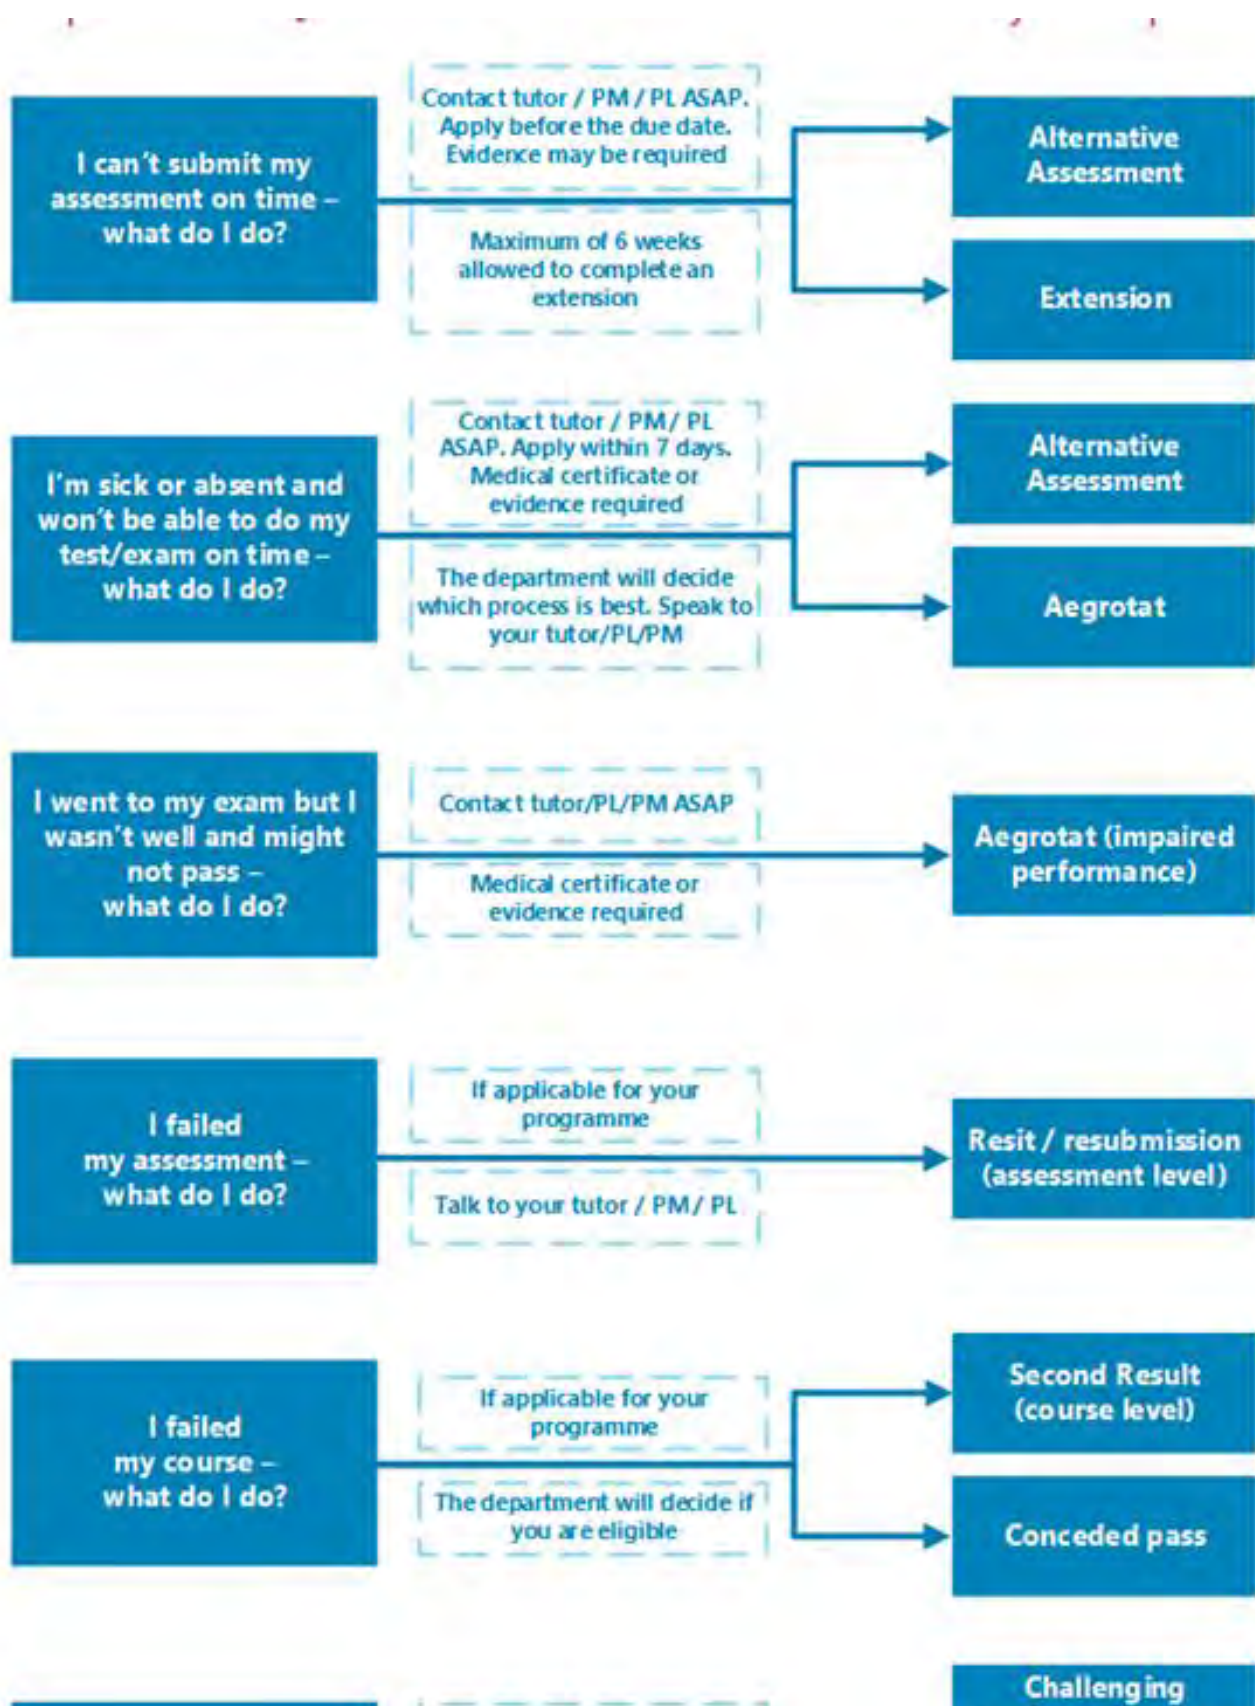 I can't submit my
assessment on time –
what do I do?
Contact tutor / PM / PL ASAP.
Apply before the due date.
Evidence may be required
Maximum of 6 weeks
allowed to complete an
extension
Alternative
Assessment
Extension
I'm sick or absent and
won't be able to do my
test/exam on time –
what do I do?
Contact tutor / PM / PL
ASAP. Apply within 7 days.
Medical certificate or
evidence required
The department will decide
which process is best. Speak to
your tutor/PL/PM
Alternative
Assessment
Aegrotat
I went to my exam but I
wasn't well and might
not pass –
what do I do?
Contact tutor/PL/PM ASAP
Medical certificate or
evidence required
Aegrotat (impaired
performance)
I failed
my assessment –
what do I do?
If applicable for your
programme
Talk to your tutor / PM / PL
Resit / resubmission
(assessment level)
I failed
my course –
what do I do?
If applicable for your
programme
The department will decide if
you are eligible
Second Result
(course level)
Conceded pass
Challenging